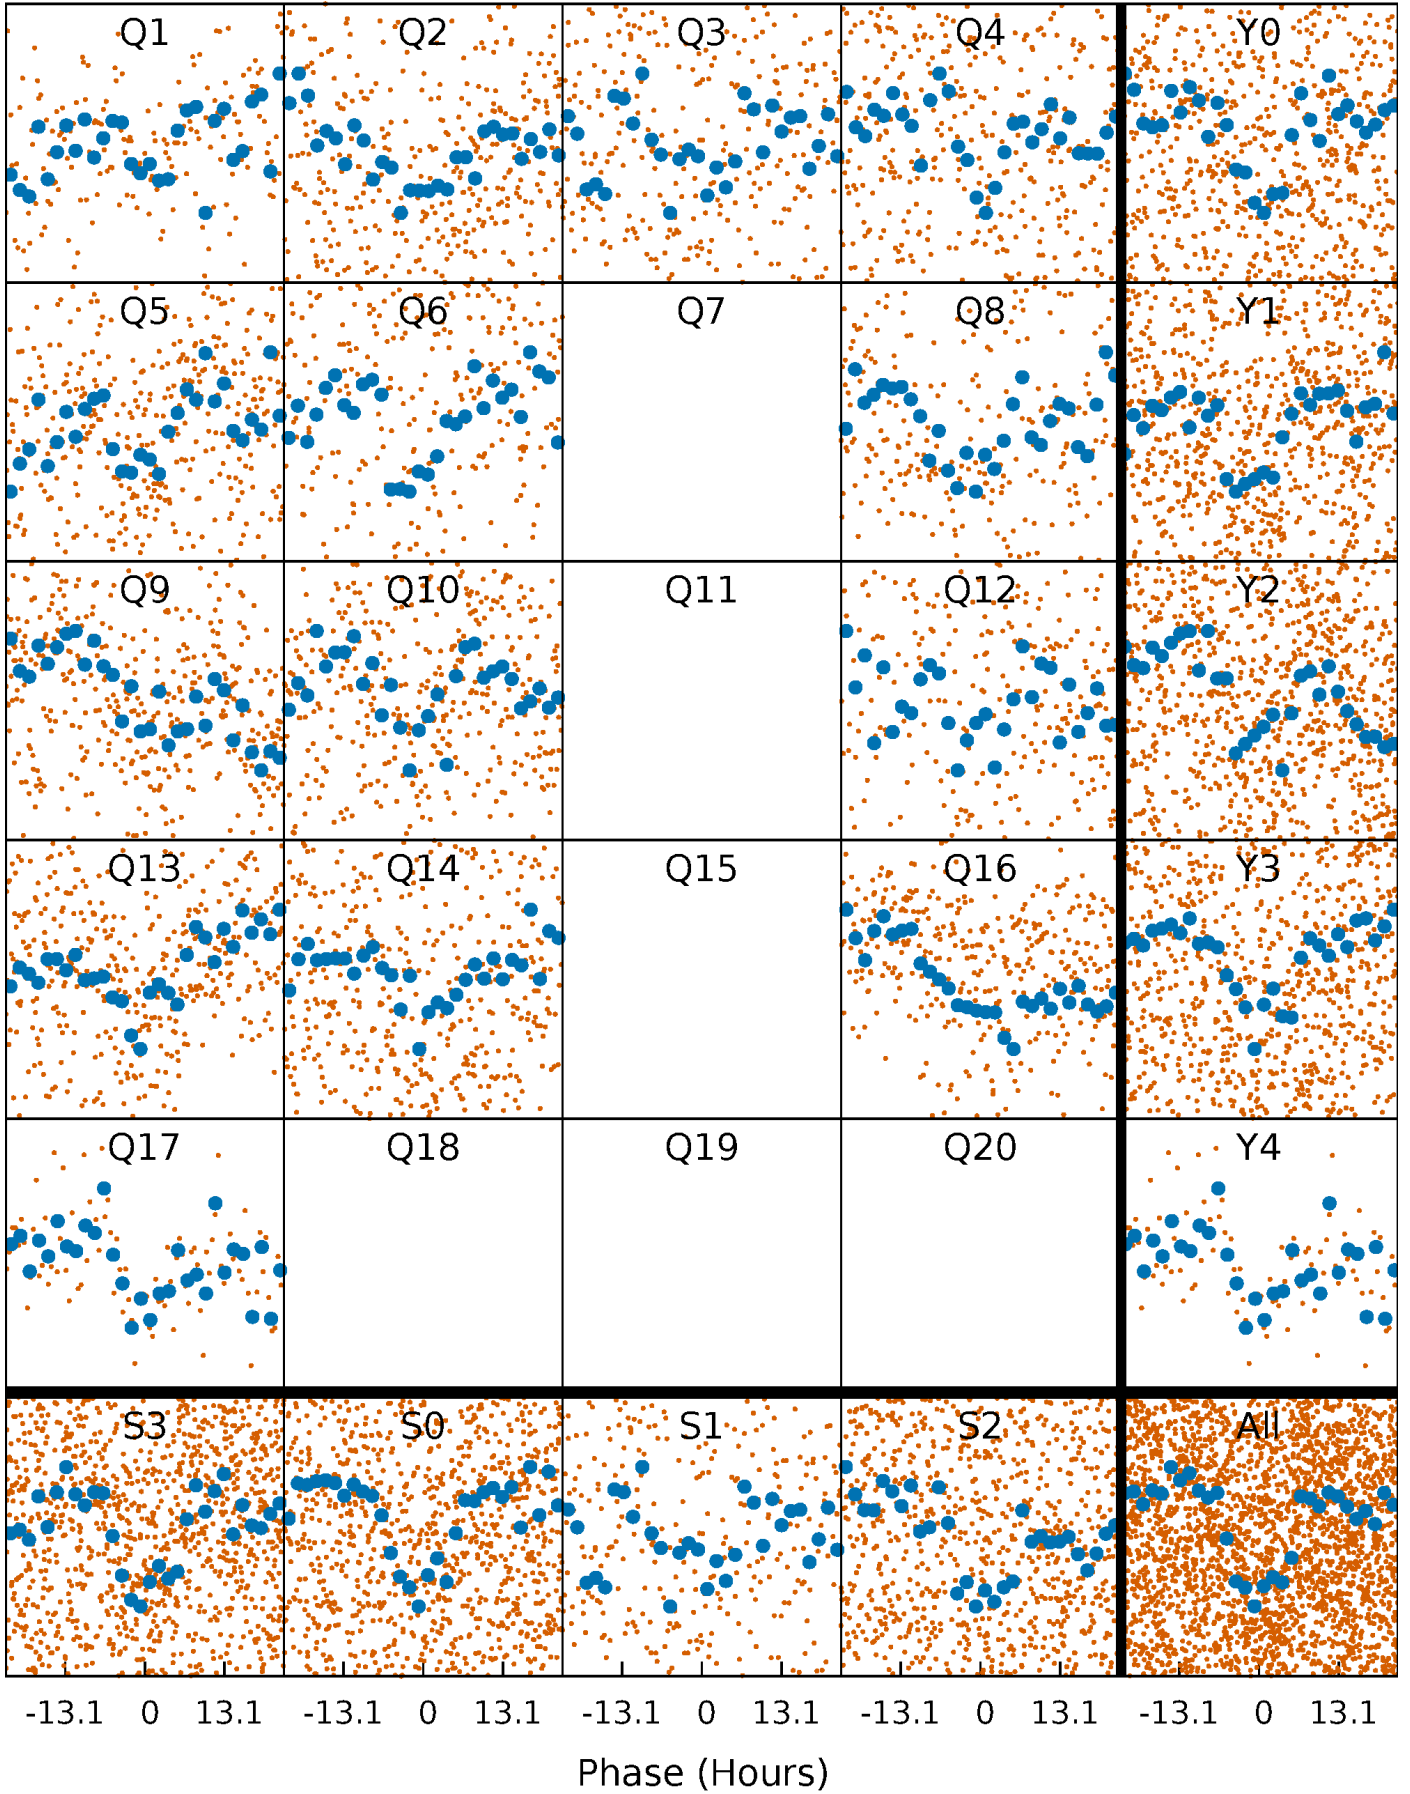 Q1 Q2 Q3 Q4 Y0
Q5 Q6 Q7 Q8 Y1
Q9 Q10 Q11 Q12 Y2
Q13 Q14 Q15 Q16 Y3
Q17 Q18 Q19 Q20 Y4
S3 S0 S1 S2 All
-13.1 0 13.1 -13.1 0 13.1 -13.1 0 13.1 -13.1 0 13.1 -13.1 0 13.1
Phase (Hours)